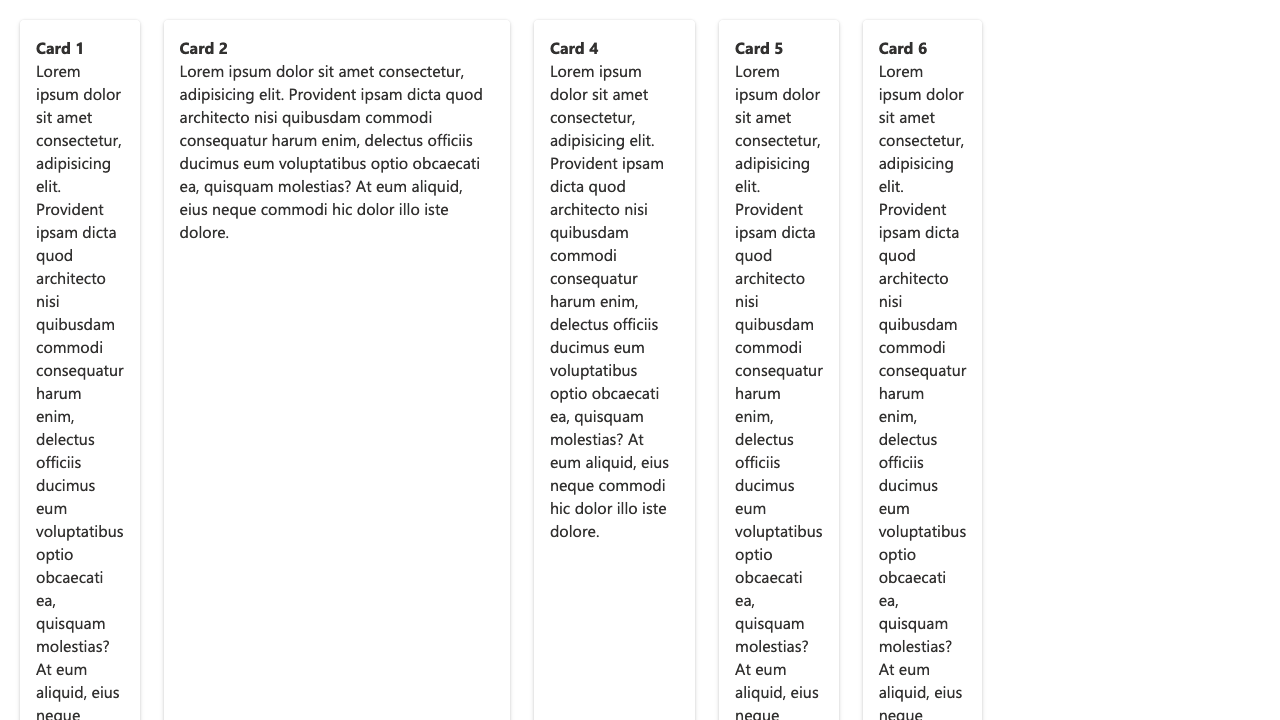 Card 1
Lorem
ipsum dolor
sit amet
consectetur,
adipisicing
elit.
Provident
ipsam dicta
quod
architecto
nisi
quibusdam
commodi
consequatur
harum
enim,
delectus
officiis
ducimus
eum
voluptatibus
optio
obcaecati
ea,
quisquam
molestias?
At eum
aliquid, eius
neque
Card 2
Lorem ipsum dolor sit amet consectetur,
adipisicing elit. Provident ipsam dicta quod
architecto nisi quibusdam commodi
consequatur harum enim, delectus officiis
ducimus eum voluptatibus optio obcaecati
ea, quisquam molestias? At eum aliquid,
eius neque commodi hic dolor illo iste
dolore.
Card 4
Lorem ipsum
dolor sit amet
consectetur,
adipisicing elit.
Provident ipsam
dicta quod
architecto nisi
quibusdam
commodi
consequatur
harum enim,
delectus officiis
ducimus eum
voluptatibus
optio obcaecati
ea, quisquam
molestias? At
eum aliquid, eius
neque commodi
hic dolor illo iste
dolore.
Card 5
Lorem
ipsum dolor
sit amet
consectetur,
adipisicing
elit.
Provident
ipsam dicta
quod
architecto
nisi
quibusdam
commodi
consequatur
harum
enim,
delectus
officiis
ducimus
eum
voluptatibus
optio
obcaecati
ea,
quisquam
molestias?
At eum
aliquid, eius
neque
Card 6
Lorem
ipsum dolor
sit amet
consectetur,
adipisicing
elit.
Provident
ipsam dicta
quod
architecto
nisi
quibusdam
commodi
consequatur
harum
enim,
delectus
officiis
ducimus
eum
voluptatibus
optio
obcaecati
ea,
quisquam
molestias?
At eum
aliquid, eius
neque